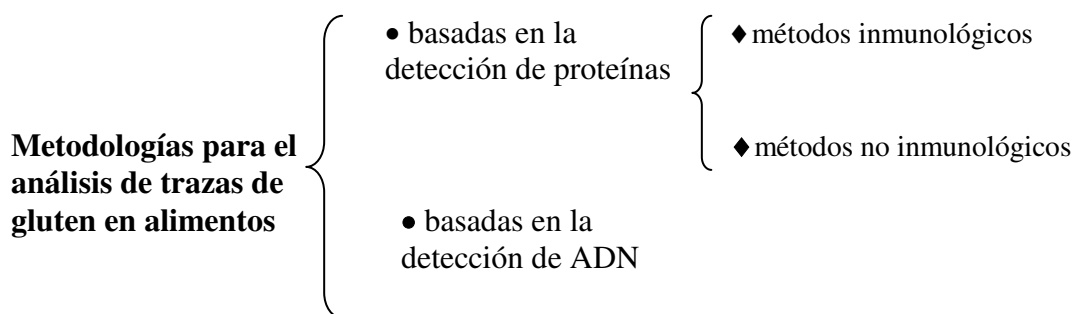 Metodologías para el
análisis de trazas de
gluten en alimentos
• basadas en la
detección de proteínas
♦ métodos inmunológicos
♦ métodos no inmunológicos
• basadas en la
detección de ADN